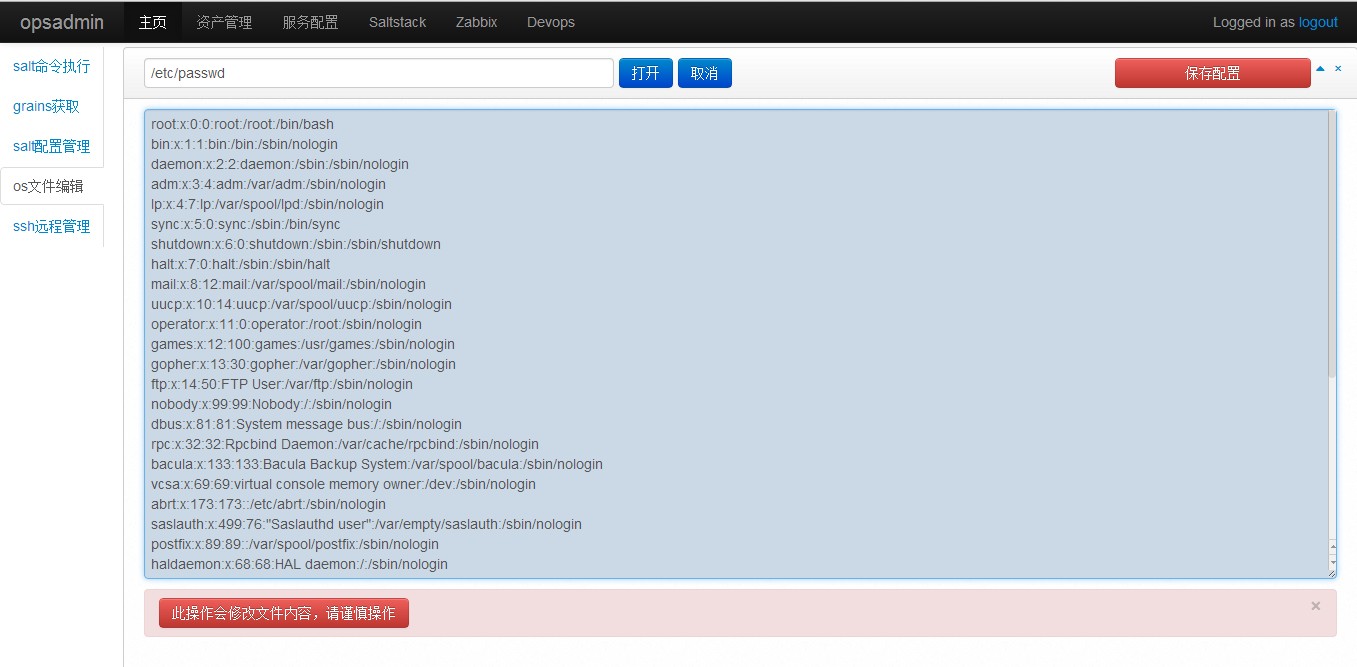 opsadmin 主页 资产管理 服务配置 Saltstack Zabbix Devops Logged in as logout
salt命令执行
grains获取
salt配置管理
os文件编辑
ssh远程管理
/etc/passwd 打开 取消 保存配置
root:x:0:0:root:/root:/bin/bash
bin:x:1:1:bin:/bin:/sbin/nologin
daemon:x:2:2:daemon:/sbin:/sbin/nologin
adm:x:3:4:adm:/var/adm:/sbin/nologin
lp:x:4:7:lp:/var/spool/lpd:/sbin/nologin
sync:x:5:0:sync:/sbin:/bin/sync
shutdown:x:6:0:shutdown:/sbin:/sbin/shutdown
halt:x:7:0:halt:/sbin:/sbin/halt
mail:x:8:12:mail:/var/spool/mail:/sbin/nologin
uucp:x:10:14:uucp:/var/spool/uucp:/sbin/nologin
operator:x:11:0:operator:/root:/sbin/nologin
games:x:12:100:games:/usr/games:/sbin/nologin
gopher:x:13:30:gopher:/var/gopher:/sbin/nologin
ftp:x:14:50:FTP User:/var/ftp:/sbin/nologin
nobody:x:99:99:Nobody:/:/sbin/nologin
dbus:x:81:81:System message bus:/:/sbin/nologin
rpc:x:32:32:Rpcbind Daemon:/var/cache/rpcbind:/sbin/nologin
bacula:x:133:133:Bacula Backup System:/var/spool/bacula:/sbin/nologin
vcsa:x:69:69:virtual console memory owner:/dev:/sbin/nologin
abrt:x:173:173::/etc/abrt:/sbin/nologin
saslauth:x:499:76:"Saslauthd user":/var/empty/saslauth:/sbin/nologin
postfix:x:89:89::/var/spool/postfix:/sbin/nologin
haldaemon:x:68:68:HAL daemon:/:/sbin/nologin
此操作会修改文件内容，请谨慎操作